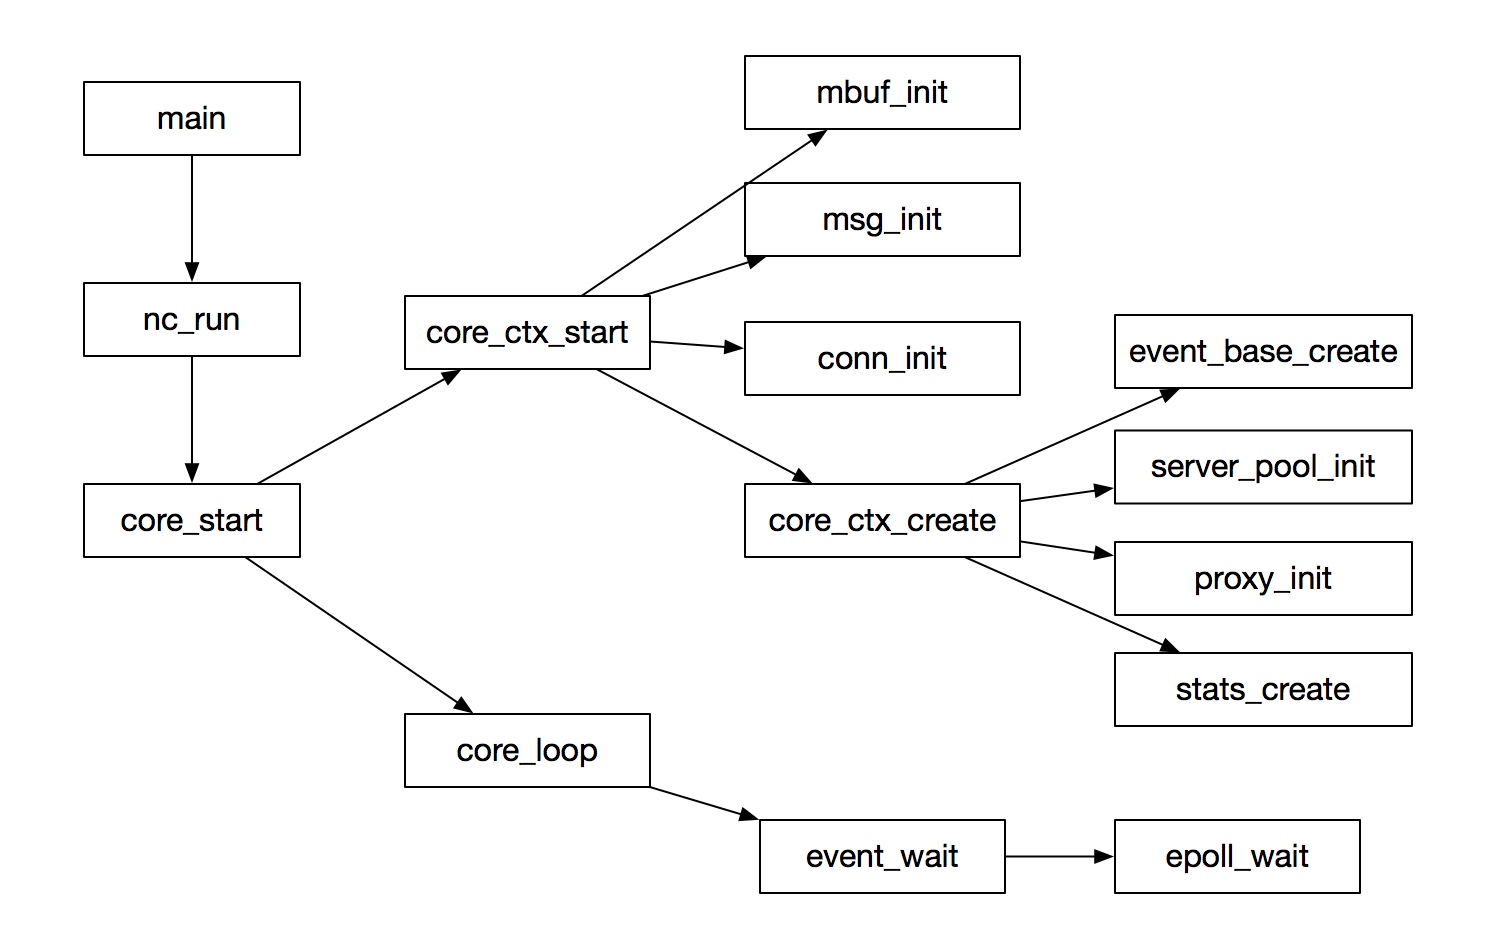 main
nc_run
core_start
core_ctx_start
mbuf_init
msg_init
conn_init
core_ctx_create
event_base_create
server_pool_init
proxy_init
stats_create
core_loop
event_wait
epoll_wait